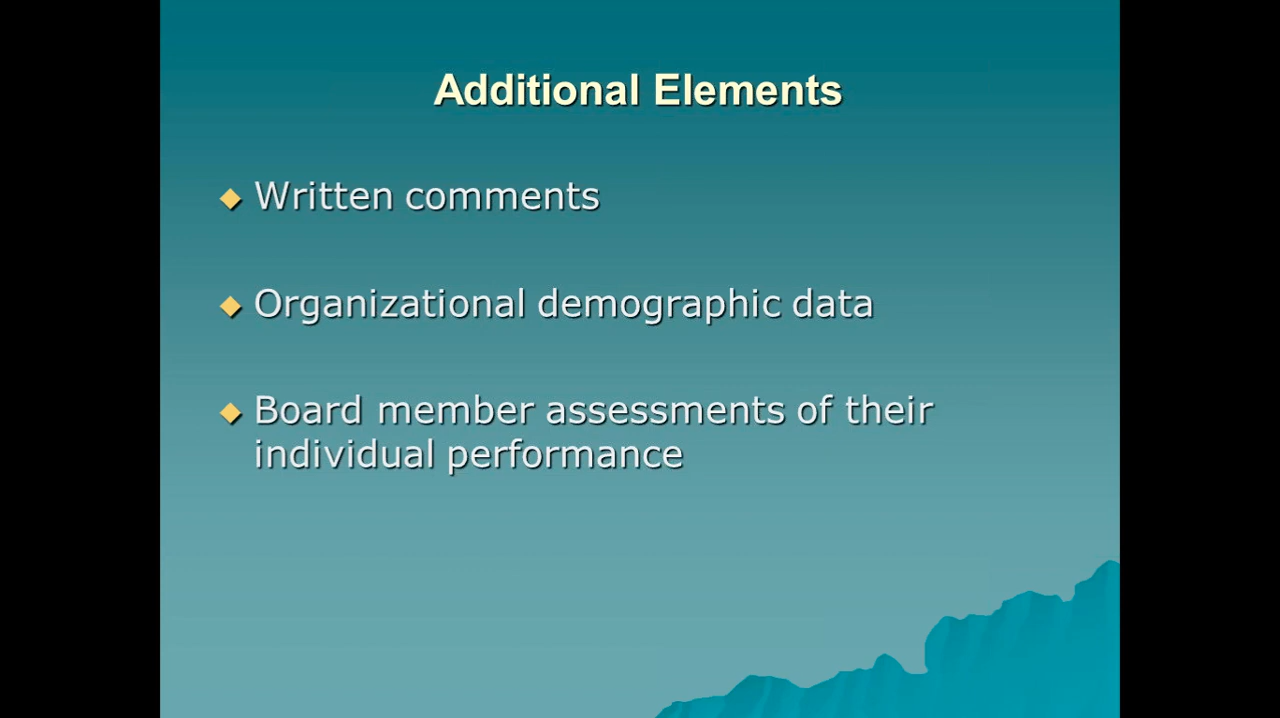 Additional Elements
Written comments
Organizational demographic data
Board member assessments of their
individual performance